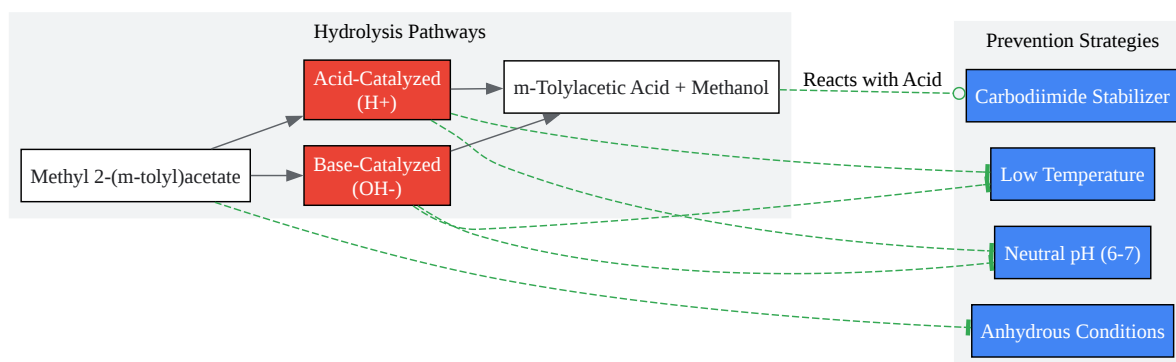 Hydrolysis Pathways
Prevention Strategies
Acid-Catalyzed
(H+)
m-Tolylacetic Acid + Methanol
Reacts with Acid
Carbodiimide Stabilizer
Methyl 2-(m-tolyl)acetate
Base-Catalyzed
(OH-)
Low Temperature
Neutral pH (6-7)
Anhydrous Conditions